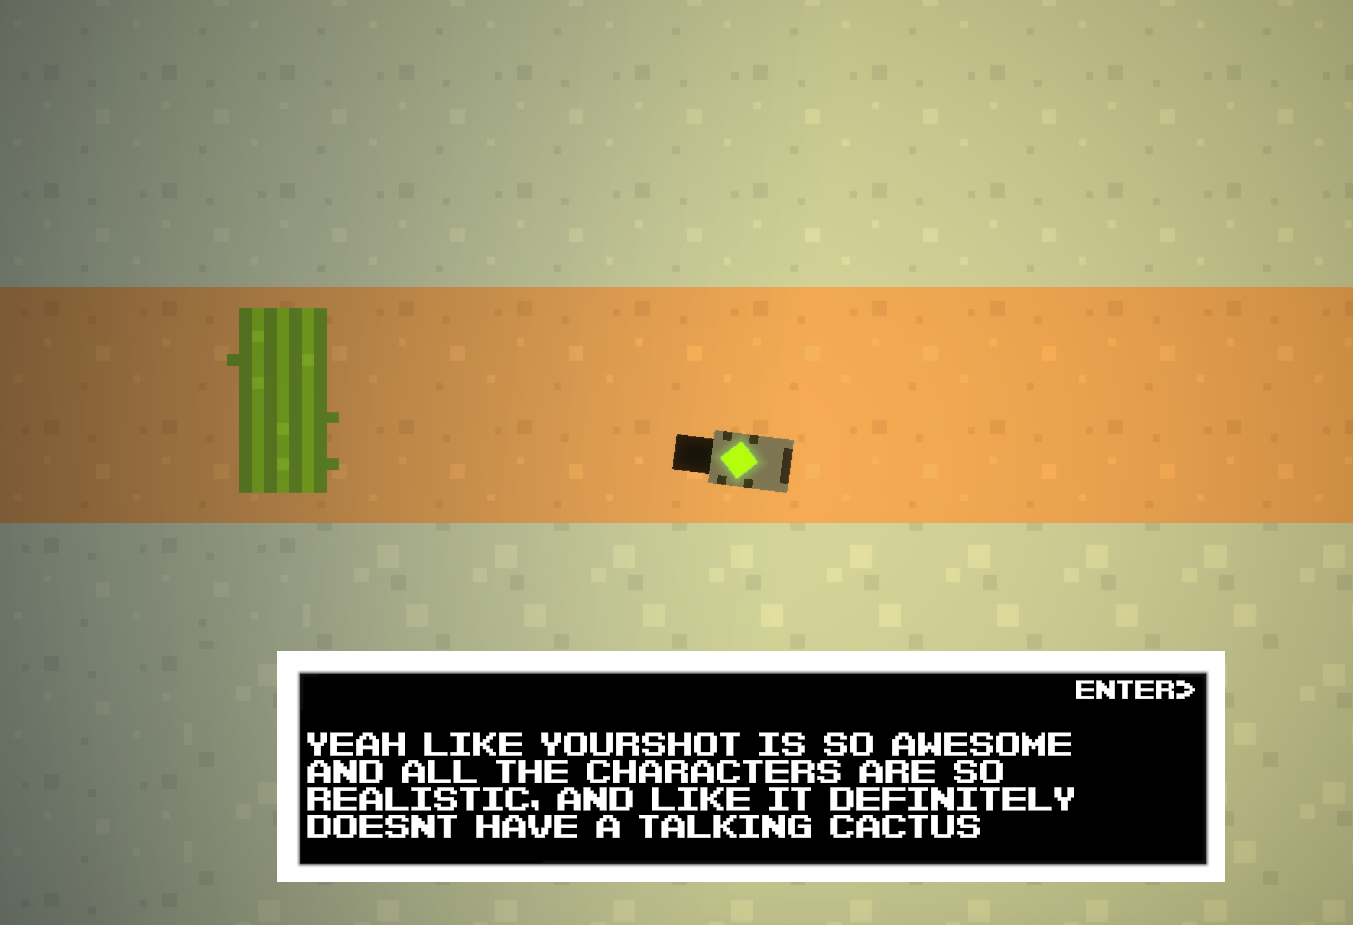 ENTER>
YEAH LIKE YOURSHOT IS SO AWESOME
AND ALL THE CHARACTERS ARE SO
REALISTIC, AND LIKE IT DEFINITELY
DOESNT HAVE A TALKING CACTUS